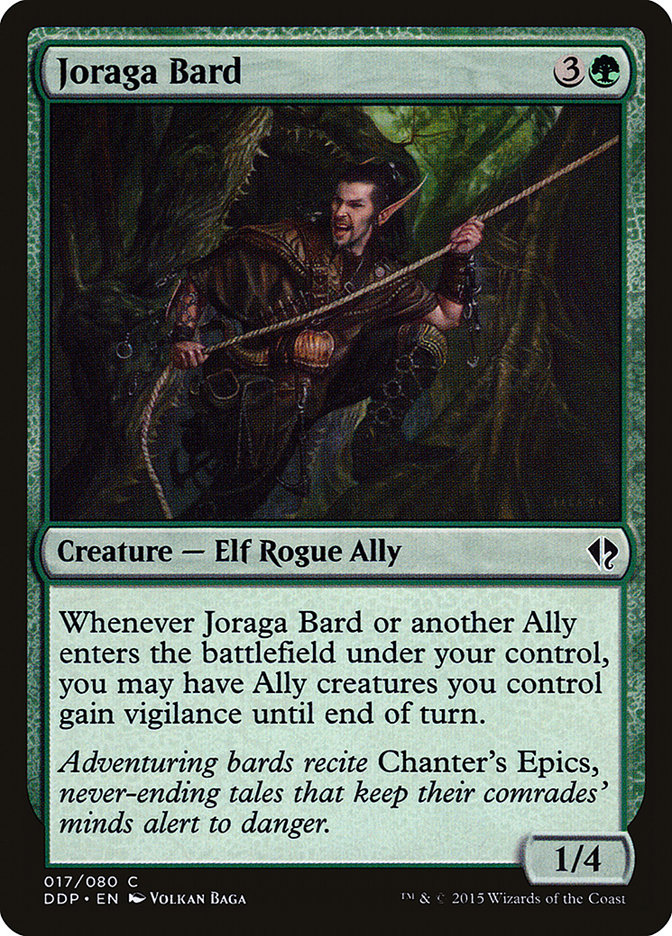 Joraga Bard 3
Creature — Elf Rogue Ally
Whenever Joraga Bard or another Ally
enters the battlefield under your control,
you may have Ally creatures you control
gain vigilance until end of turn.
Adventuring bards recite Chanter's Epics,
never-ending tales that keep their comrades'
minds alert to danger.
1/4
017/080 C
DDP • EN Volkan Baga
™ & © 2015 Wizards of the Coast